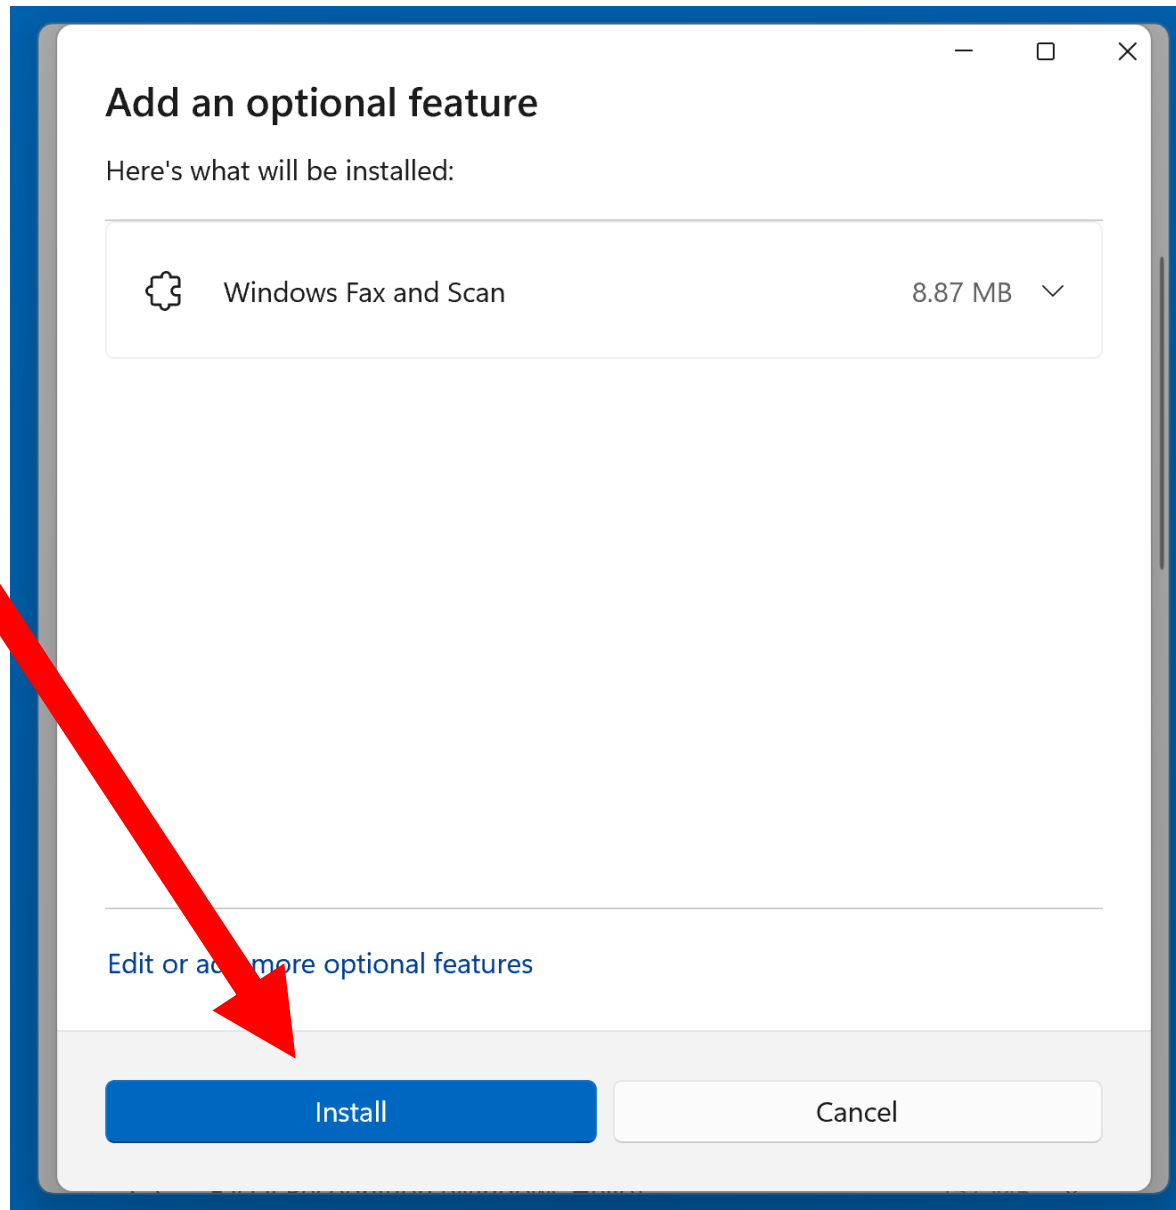 Add an optional feature
Here's what will be installed:
Windows Fax and Scan 8.87 MB
Edit or more optional features
Install Cancel